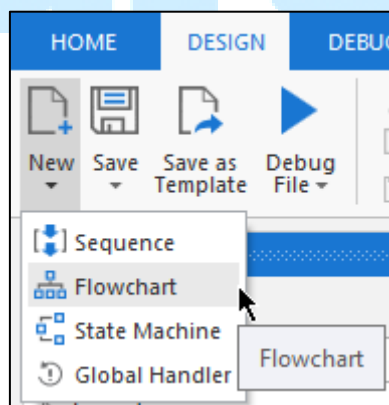 HOME DESIGN DEBUG
New Save Save as Template Debug File
Sequence
Flowchart
State Machine
Flowchart
Global Handler